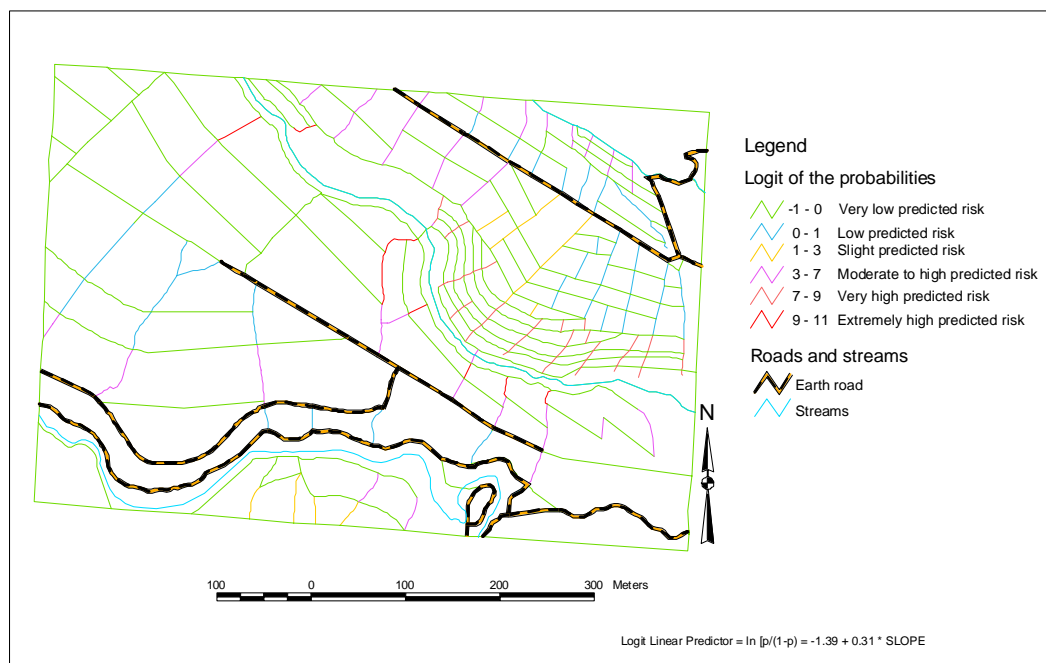 Legend
Logit of the probabilities
-1 - 0 Very low predicted risk
0 - 1 Low predicted risk
1 - 3 Slight predicted risk
3 - 7 Moderate to high predicted risk
7 - 9 Very high predicted risk
9 - 11 Extremely high predicted risk
Roads and streams
Earth road
Streams
N
100 0 100 200 300 Meters
Logit Linear Predictor = ln [p/(1-p) = -1.39 + 0.31 * SLOPE